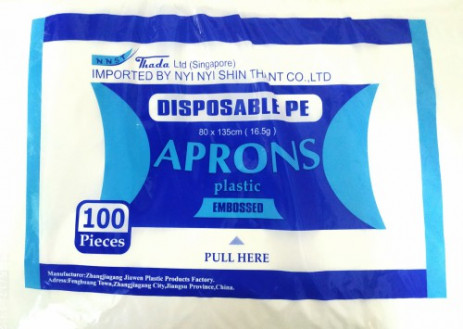 NNST Thada Ltd (Singapore)
IMPORTED BY NYI NYI SHIN THANT CO.,LTD
DISPOSABLE PE
80 x 135cm ( 16.5g )
APRONS
plastic
EMBOSSED
100
Pieces
PULL HERE
Manufacturer:Zhangjiagang Jiawen Plastic Products Factory.
Adress:Fenghuang Town,Zhangjiagang City,Jiangsu Province,China.